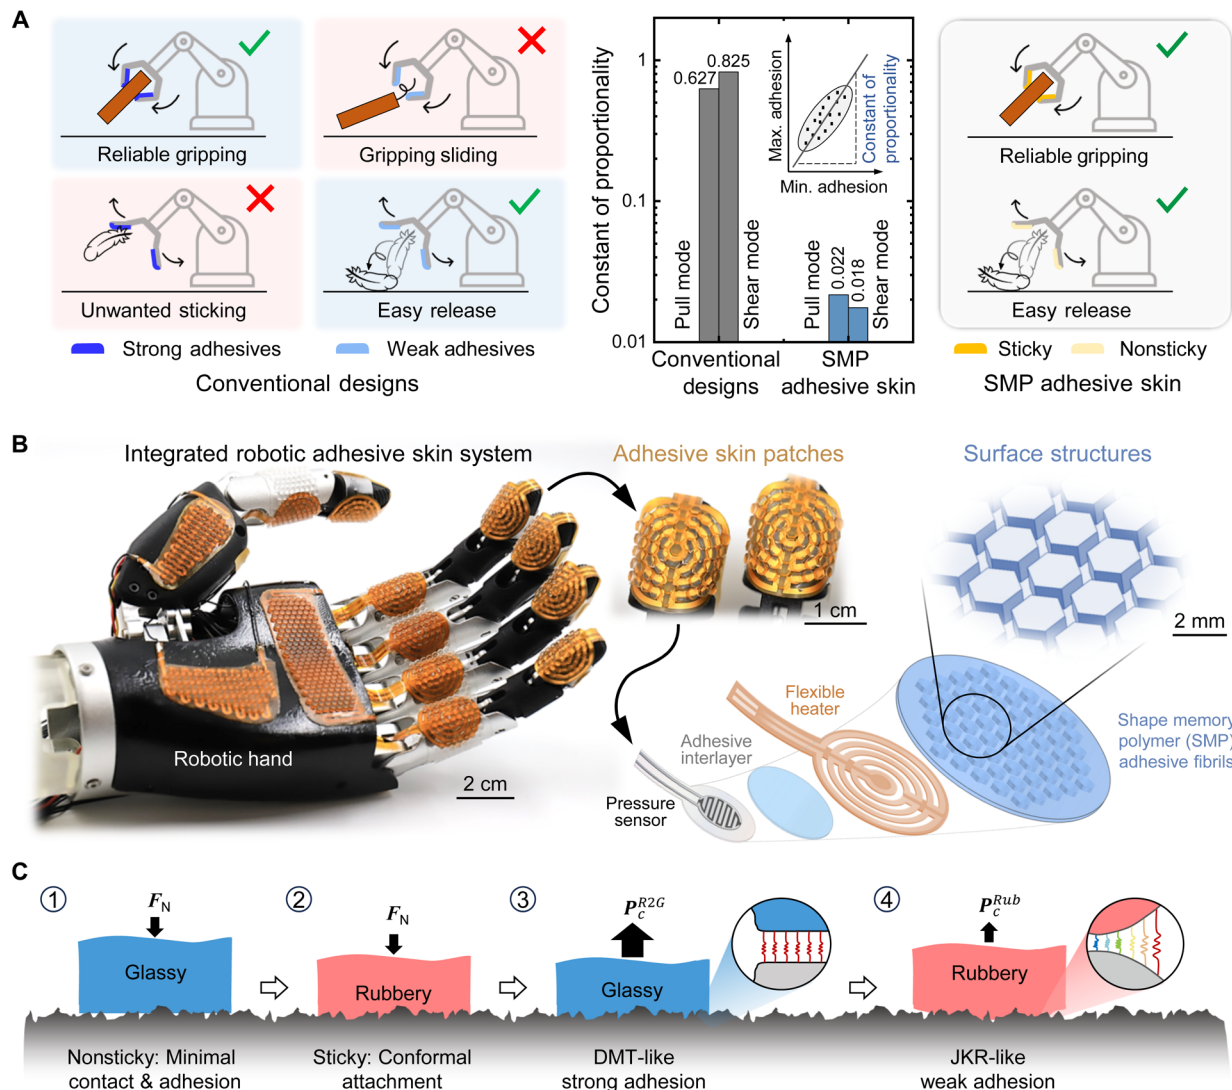 A
Reliable gripping
Gripping sliding
Unwanted sticking
Easy release
Strong adhesives
Weak adhesives
Conventional designs
Constant of proportionality
1
0.1
0.01
0.627
0.825
Pull mode
Shear mode
0.022
0.018
Pull mode
Shear mode
Max. adhesion
Min. adhesion
Constant of
proportionality
Conventional
designs
SMP
adhesive skin
Reliable gripping
Easy release
Sticky
Nonsticky
SMP adhesive skin
B
Integrated robotic adhesive skin system
Adhesive skin patches
Surface structures
Robotic hand
2 cm
1 cm
2 mm
Pressure
sensor
Adhesive
interlayer
Flexible
heater
Shape memory
polymer (SMP)
adhesive fibrils
C
1
F_N
Glassy
Nonsticky: Minimal
contact & adhesion
2
F_N
Rubbery
Sticky: Conformal
attachment
3
P_c^{R2G}
Glassy
DMT-like
strong adhesion
4
P_c^{Rub}
Rubbery
JKR-like
weak adhesion